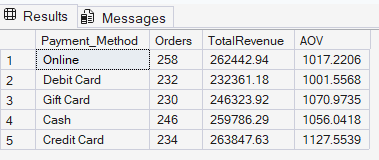 Results Messages
Payment_Method Orders TotalRevenue AOV
1 Online 258 262442.94 1017.2206
2 Debit Card 232 232361.18 1001.5568
3 Gift Card 230 246323.92 1070.9735
4 Cash 246 259786.29 1056.0418
5 Credit Card 234 263847.63 1127.5539